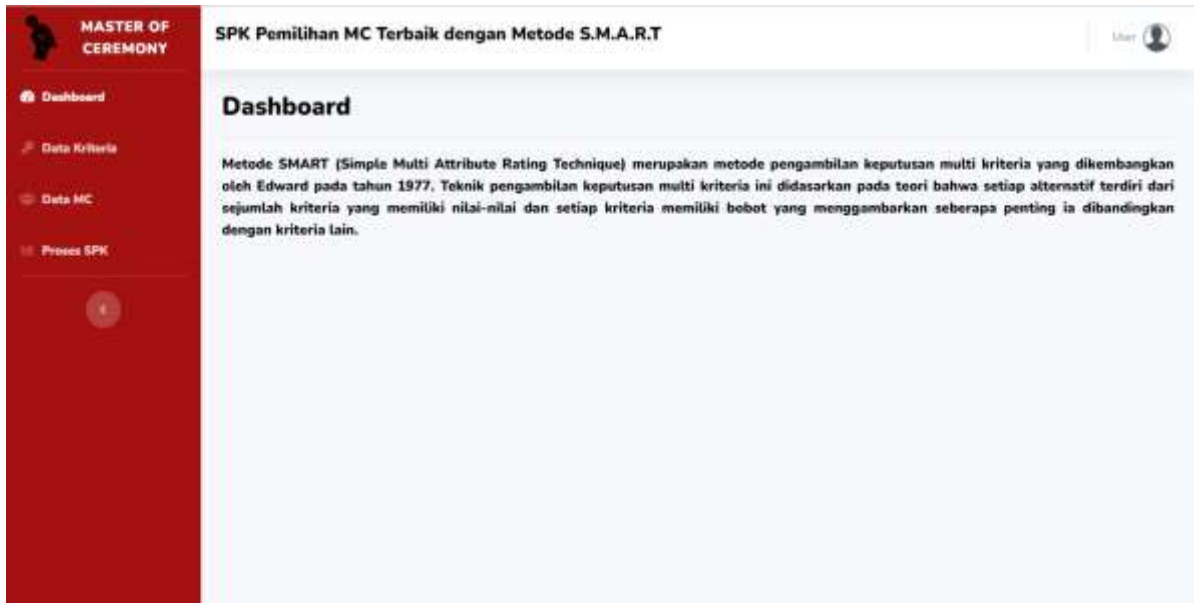 MASTER OF
CEREMONY
SPK Pemilihan MC Terbaik dengan Metode S.M.A.R.T
User
Dashboard
Data Kriteria
Data MC
Proses SPK
Dashboard
Metode SMART (Simple Multi Attribute Rating Technique) merupakan metode pengambilan keputusan multi kriteria yang dikembangkan
oleh Edward pada tahun 1977. Teknik pengambilan keputusan multi kriteria ini didasarkan pada teori bahwa setiap alternatif terdiri dari
sejumlah kriteria yang memiliki nilai-nilai dan setiap kriteria memiliki bobot yang menggambarkan seberapa penting ia dibandingkan
dengan kriteria lain.